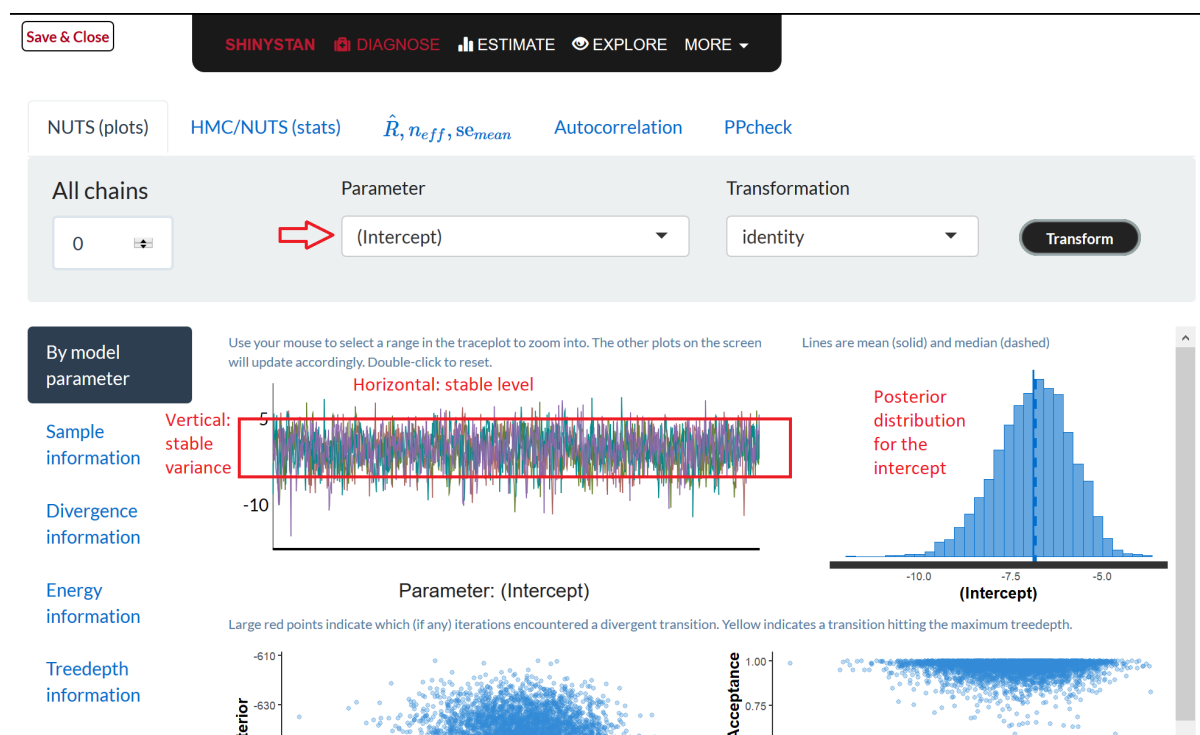 Save & Close
SHINYSTAN DIAGNOSE ESTIMATE EXPLORE MORE
NUTS (plots) HMC/NUTS (stats) R̂, n_eff, se_mean Autocorrelation PPcheck
All chains Parameter Transformation
0 (Intercept) identity Transform
By model
parameter
Sample
information
Divergence
information
Energy
information
Treedepth
information
Use your mouse to select a range in the traceplot to zoom into. The other plots on the screen
will update accordingly. Double-click to reset.
Horizontal: stable level
Vertical:
stable
variance
-10
Parameter: (Intercept)
Lines are mean (solid) and median (dashed)
Posterior
distribution
for the
intercept
-10.0 -7.5 -5.0
(Intercept)
Large red points indicate which (if any) iterations encountered a divergent transition. Yellow indicates a transition hitting the maximum treedepth.
-610
-630
Acceptance
1.00
0.75